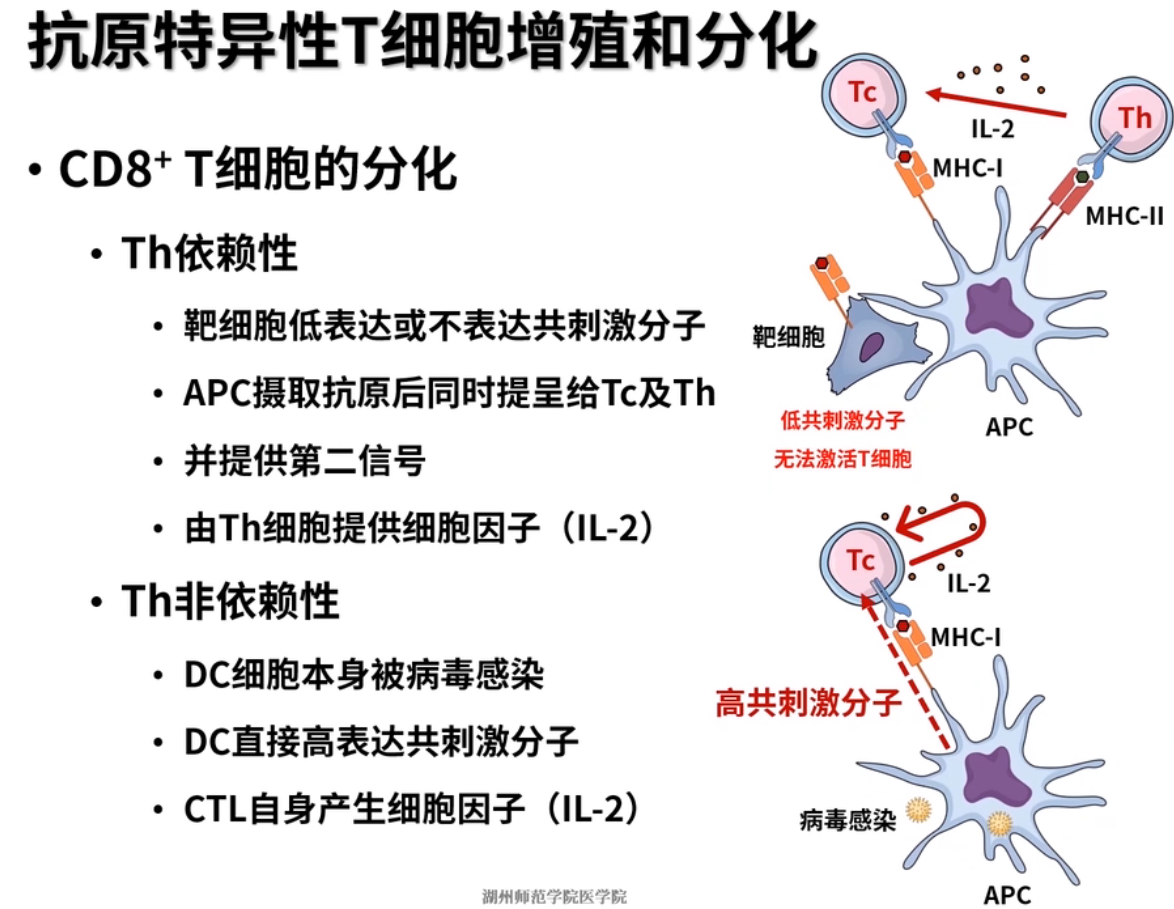 抗原特异性T细胞增殖和分化
• CD8⁺ T细胞的分化
• Th依赖性
• 靶细胞低表达或不表达共刺激分子
• APC摄取抗原后同时提呈给Tc及Th
• 并提供第二信号
• 由Th细胞提供细胞因子（IL-2）
• Th非依赖性
• DC细胞本身被病毒感染
• DC直接高表达共刺激分子
• CTL自身产生细胞因子（IL-2）
Tc
IL-2
Th
MHC-I
MHC-II
靶细胞
APC
低共刺激分子
无法激活T细胞
Tc
IL-2
MHC-I
高共刺激分子
病毒感染
APC
湖州师范学院医学院